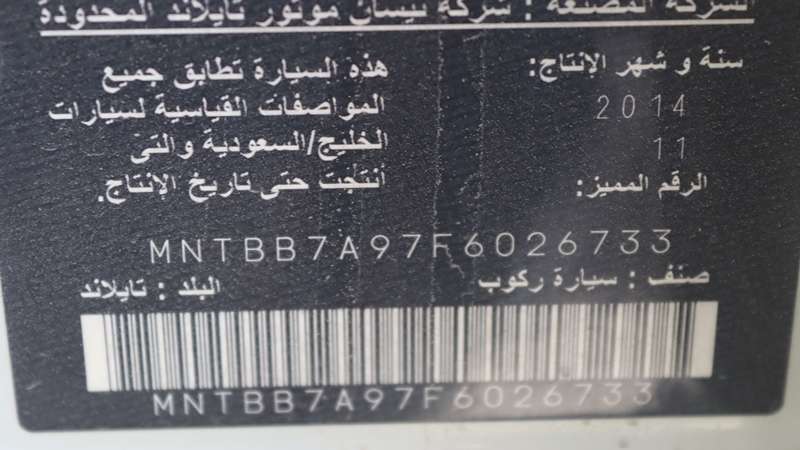 الشركة المصنعة : شركة نيسان موتور تايلاند المحدودة
سنة و شهر الإنتاج:
2014
11
الرقم المميز:
هذه السيارة تطابق جميع
المواصفات القياسية لسيارات
الخليج/السعودية والتى
أنتجت حتى تاريخ الإنتاج.
MNTBB7A97F6026733
صنف : سيارة ركوب
البلد : تايلاند
MNTBB7A97F6026733